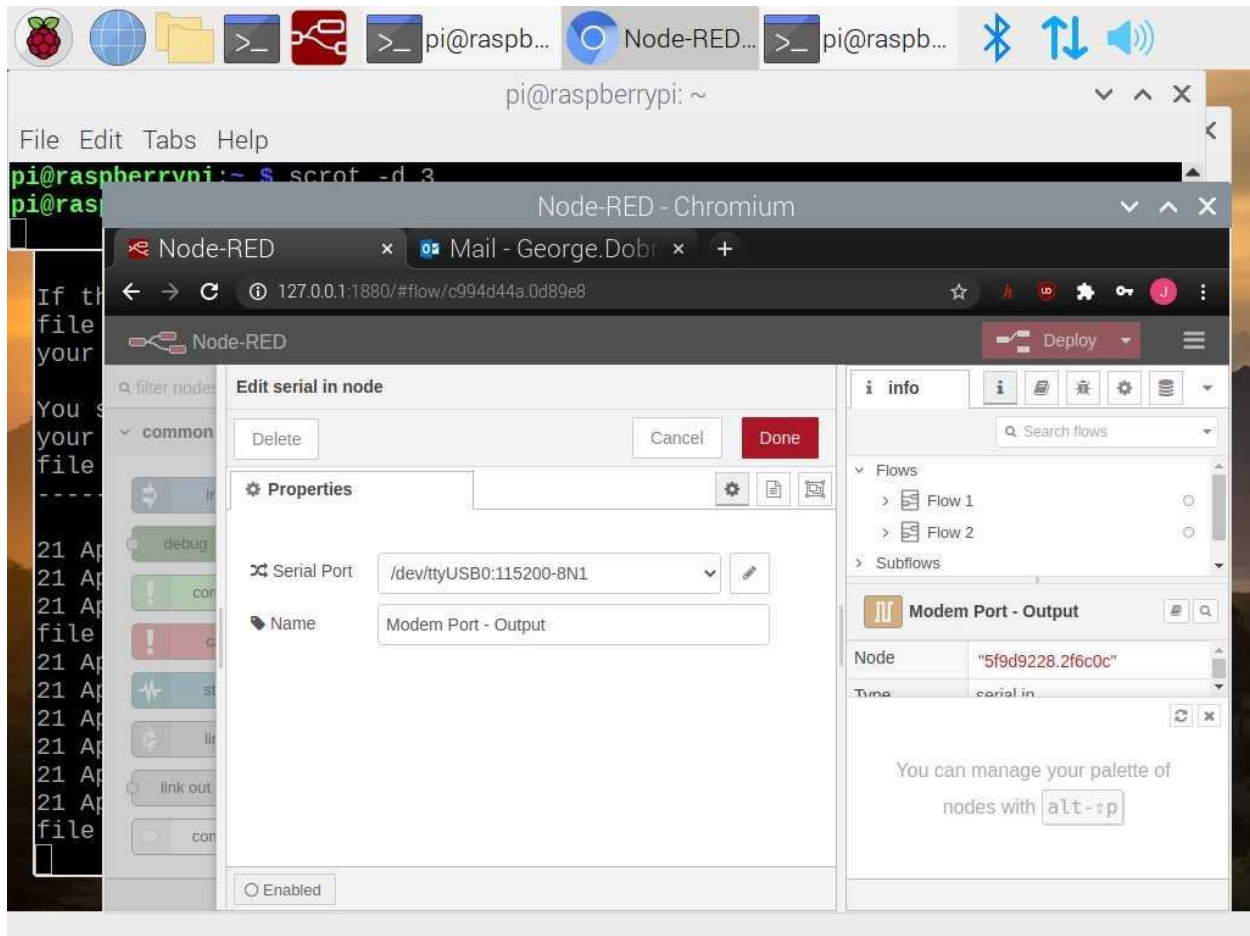 pi@raspb...
Node-RED...
pi@raspb...
pi@raspberrypi: ~
File Edit Tabs Help
pi@raspberrypi:~ $ scrot -d 3
pi@ras
Node-RED - Chromium
Node-RED
Mail - George.Dobr
127.0.0.1:1880/#flow/c994d44a.0d89e8
Node-RED
Deploy
If th
file
your
You s
your
file
-----
21 Ap
21 Ap
21 Ap
file
21 Ap
21 Ap
21 Ap
21 Ap
21 Ap
21 Ap
file
filter nodes
common
debug
link out
Edit serial in node
Delete
Cancel
Done
Properties
Serial Port
/dev/ttyUSB0:115200-8N1
Name
Modem Port - Output
Enabled
i info
Search flows
Flows
Flow 1
Flow 2
Subflows
Modem Port - Output
Node
"5f9d9228.2f6c0c"
Type
serial in
You can manage your palette of
nodes with alt-⇧p